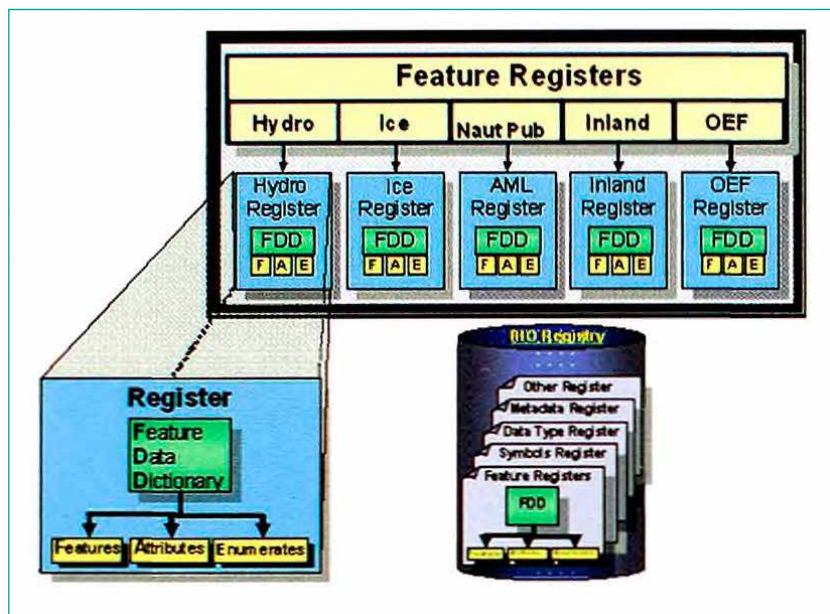 Feature Registers
Hydro Ice Naut Pub Inland OEF
Hydro Register
FDD
F A E
Ice Register
FDD
F A E
AML Register
FDD
F A E
Inland Register
FDD
F A E
OEF Register
FDD
F A E
Register
Feature
Data
Dictionary
Features Attributes Enumerates
Registry
Other Register
Metadata Register
Data Type Register
Symbols Register
Feature Registers
FDD